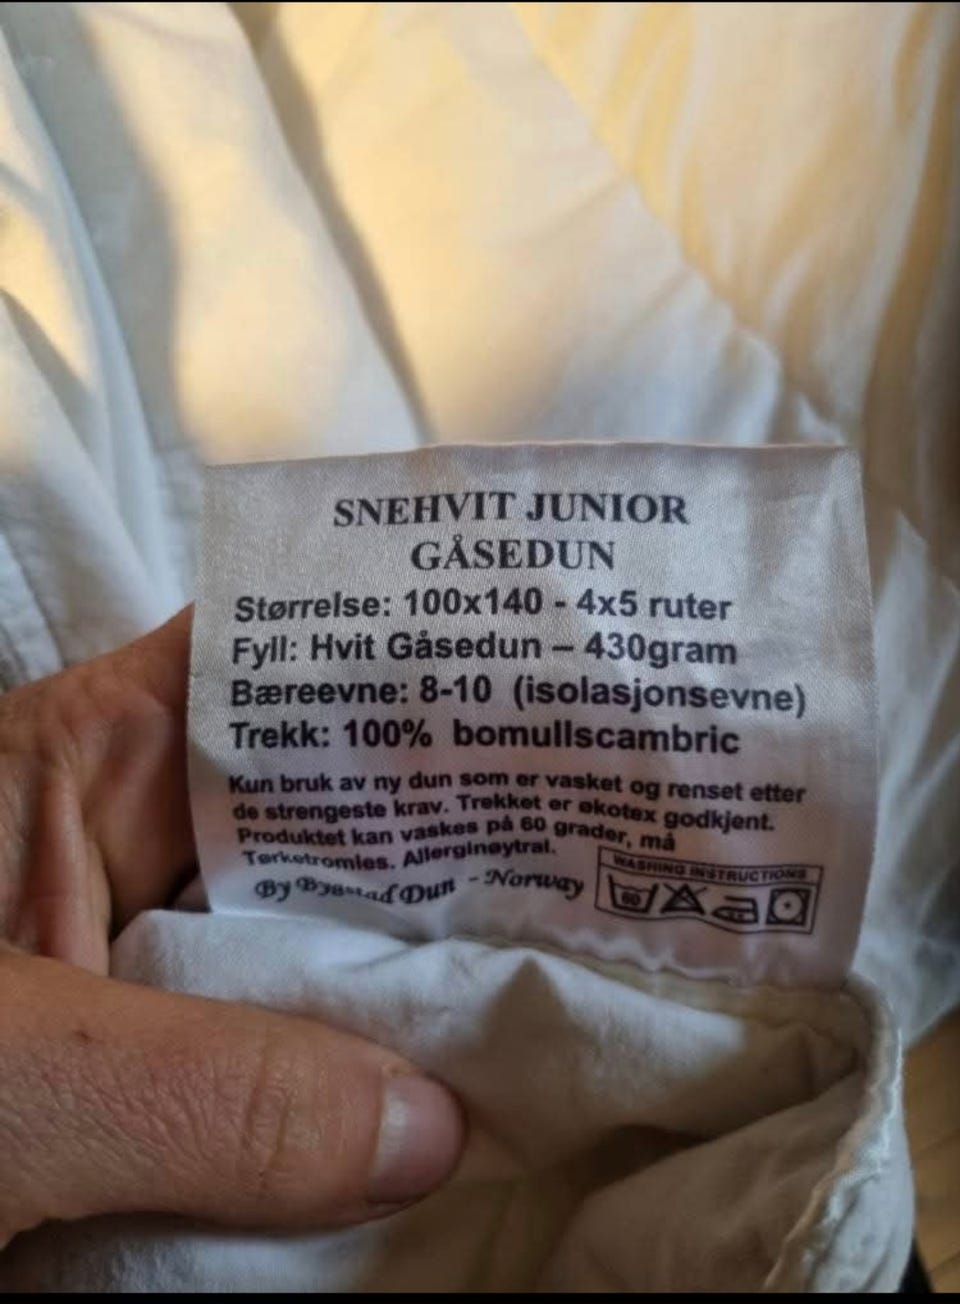 SNEHVIT JUNIOR
GÅSEDUN
Størrelse: 100x140 - 4x5 ruter
Fyll: Hvit Gåsedun – 430gram
Bæreevne: 8-10 (isolasjonsevne)
Trekk: 100% bomullscambric
Kun bruk av ny dun som er vasket og renset etter
de strengeste krav. Trekket er økotex godkjent.
Produktet kan vaskes på 60 grader, må
Tørketromles. Allerginøytral.
By Dun - Norway
WASHING INSTRUCTIONS
60